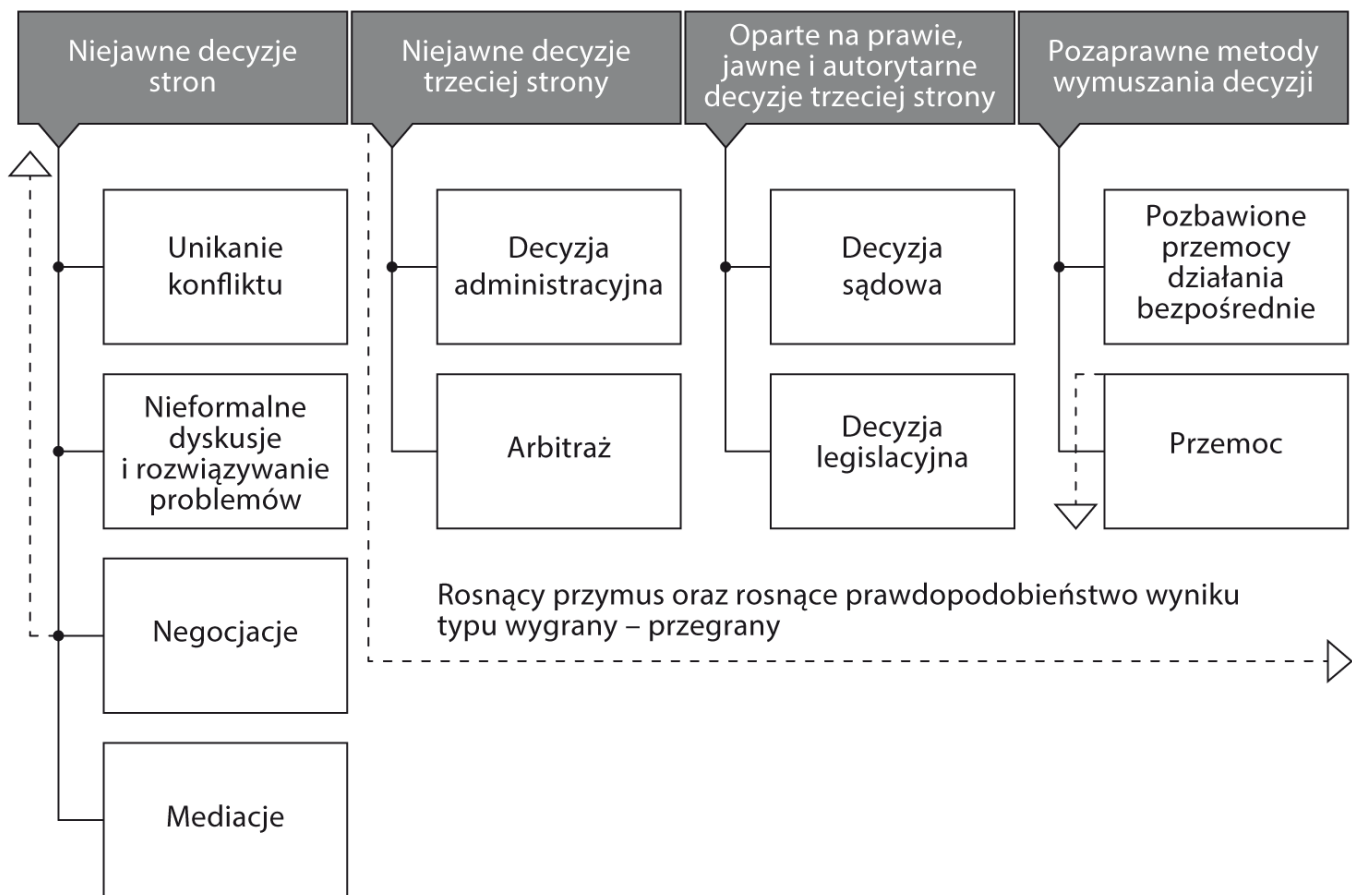 Niejawne decyzje
stron
Niejawne decyzje
trzeciej strony
Oparte na prawie,
jawne i autorytarne
decyzje trzeciej strony
Pozaprawne metody
wymuszania decyzji
Unikanie
konfliktu
Decyzja
administracyjna
Decyzja
sądowa
Pozbawione
przemocy
działania
bezpośrednie
Nieformalne
dyskusje
i rozwiązywanie
problemów
Arbitraż
Decyzja
legislacyjna
Przemoc
Negocjacje
Rosnący przymus oraz rosnące prawdopodobieństwo wyniku
typu wygrany – przegrany
Mediacje